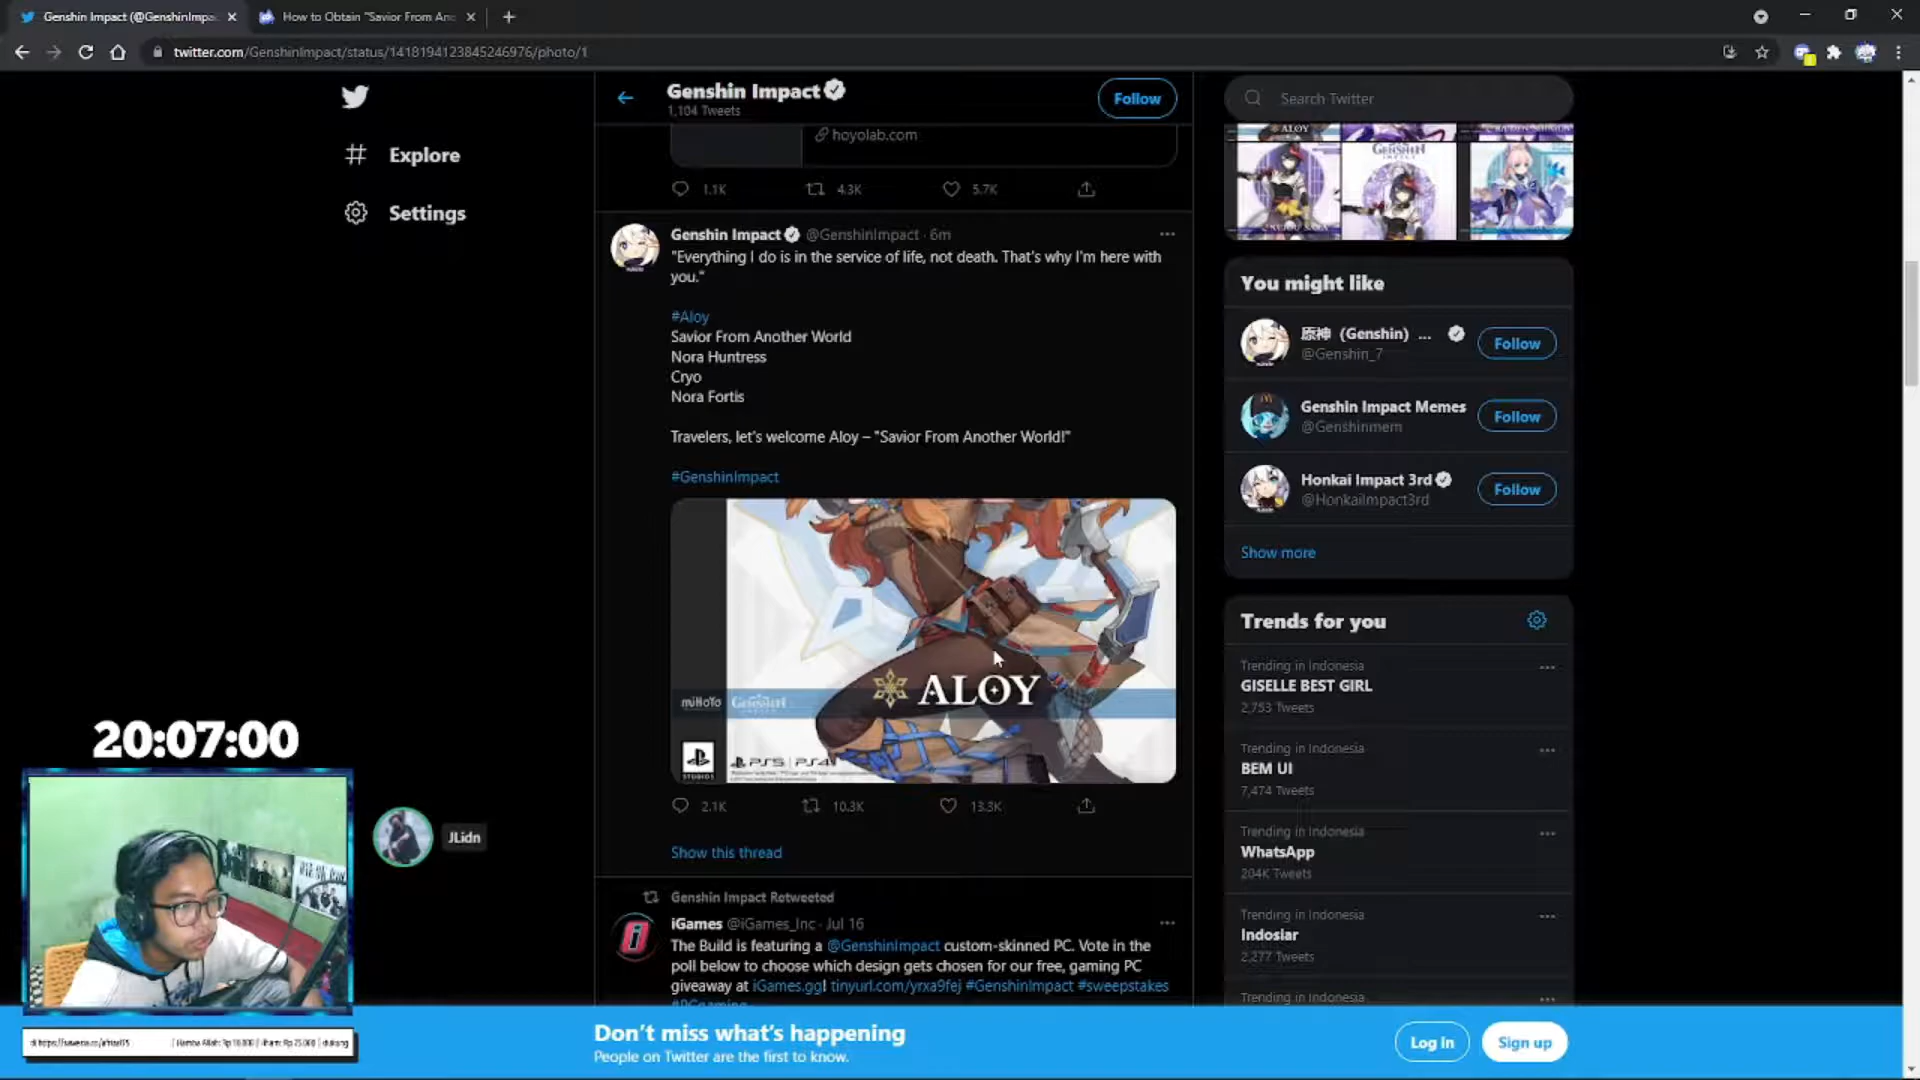 Genshin Impact (@GenshinImpa
How to Obtain "Savior From An
twitter.com/GenshinImpact/status/1418194123845246976/photo/1
Explore
Settings
Genshin Impact
1,104 Tweets
Follow
hoyolab.com
1.1K
4.3K
5.7K
Genshin Impact @GenshinImpact · 6m
"Everything I do is in the service of life, not death. That's why I'm here with
you."
#Aloy
Savior From Another World
Nora Huntress
Cryo
Nora Fortis
Travelers, let's welcome Aloy – "Savior From Another World!"
#GenshinImpact
ALOY
miHoYo
Genshin
PS5 | PS4
STUDIOS
2.1K
10.3K
13.3K
Show this thread
Genshin Impact Retweeted
iGames @iGames_Inc · Jul 16
The Build is featuring a @GenshinImpact custom-skinned PC. Vote in the
poll below to choose which design gets chosen for our free, gaming PC
giveaway at iGames.gg! tinyurl.com/yrxa9fej #GenshinImpact #sweepstakes
#PCgaming
Search Twitter
ALOY
GENSHIN
IMPACT
You might like
原神（Genshin） ...
@Genshin_7
Follow
Genshin Impact Memes
@Genshinmem
Follow
Honkai Impact 3rd
@HonkaiImpact3rd
Follow
Show more
Trends for you
Trending in Indonesia
GISELLE BEST GIRL
2,753 Tweets
Trending in Indonesia
BEM UI
7,474 Tweets
Trending in Indonesia
WhatsApp
204K Tweets
Trending in Indonesia
Indosiar
2,277 Tweets
Trending in Indonesia
20:07:00
JLidn
Don't miss what's happening
People on Twitter are the first to know.
Log in
Sign up